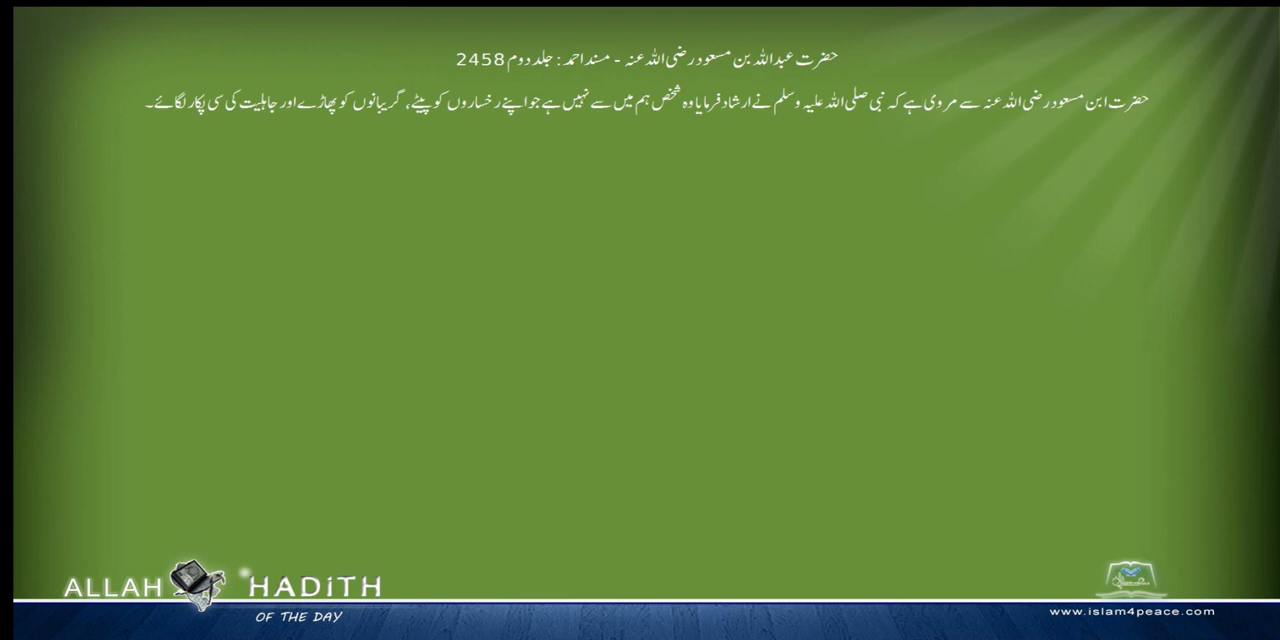 حضرت عبداللہ بن مسعود رضی اللہ عنہ - مسند احمد: جلد دوم 2458
حضرت ابن مسعود رضی اللہ عنہ سے مروی ہے کہ نبی صلی اللہ علیہ وسلم نے ارشاد فرمایا وہ شخص ہم میں سے نہیں ہے جو اپنے رخساروں کو پیٹے، گریبانوں کو پھاڑے اور جاہلیت کی سی پکار لگائے۔
ALLAH HADiTH
OF THE DAY
www.islam4peace.com